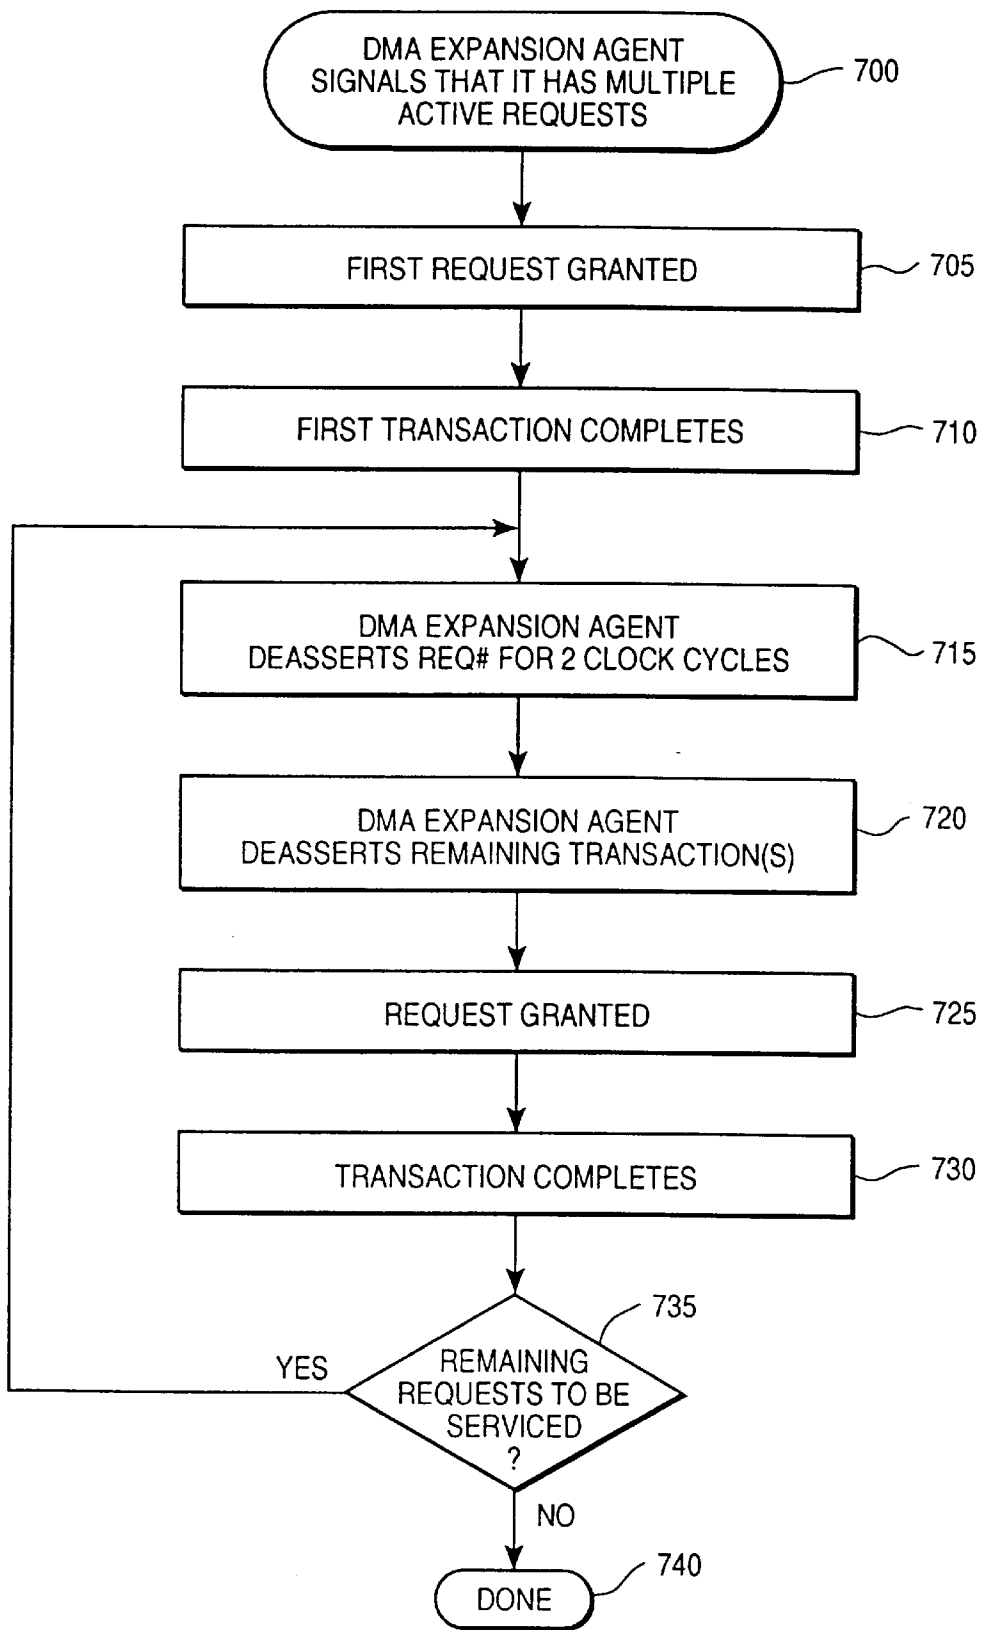 DMA EXPANSION AGENT
SIGNALS THAT IT HAS MULTIPLE
ACTIVE REQUESTS
700
FIRST REQUEST GRANTED
705
FIRST TRANSACTION COMPLETES
710
DMA EXPANSION AGENT
DEASSERTS REQ# FOR 2 CLOCK CYCLES
715
DMA EXPANSION AGENT
DEASSERTS REMAINING TRANSACTION(S)
720
REQUEST GRANTED
725
TRANSACTION COMPLETES
730
735
YES
REMAINING
REQUESTS TO BE
SERVICED
?
NO
740
DONE